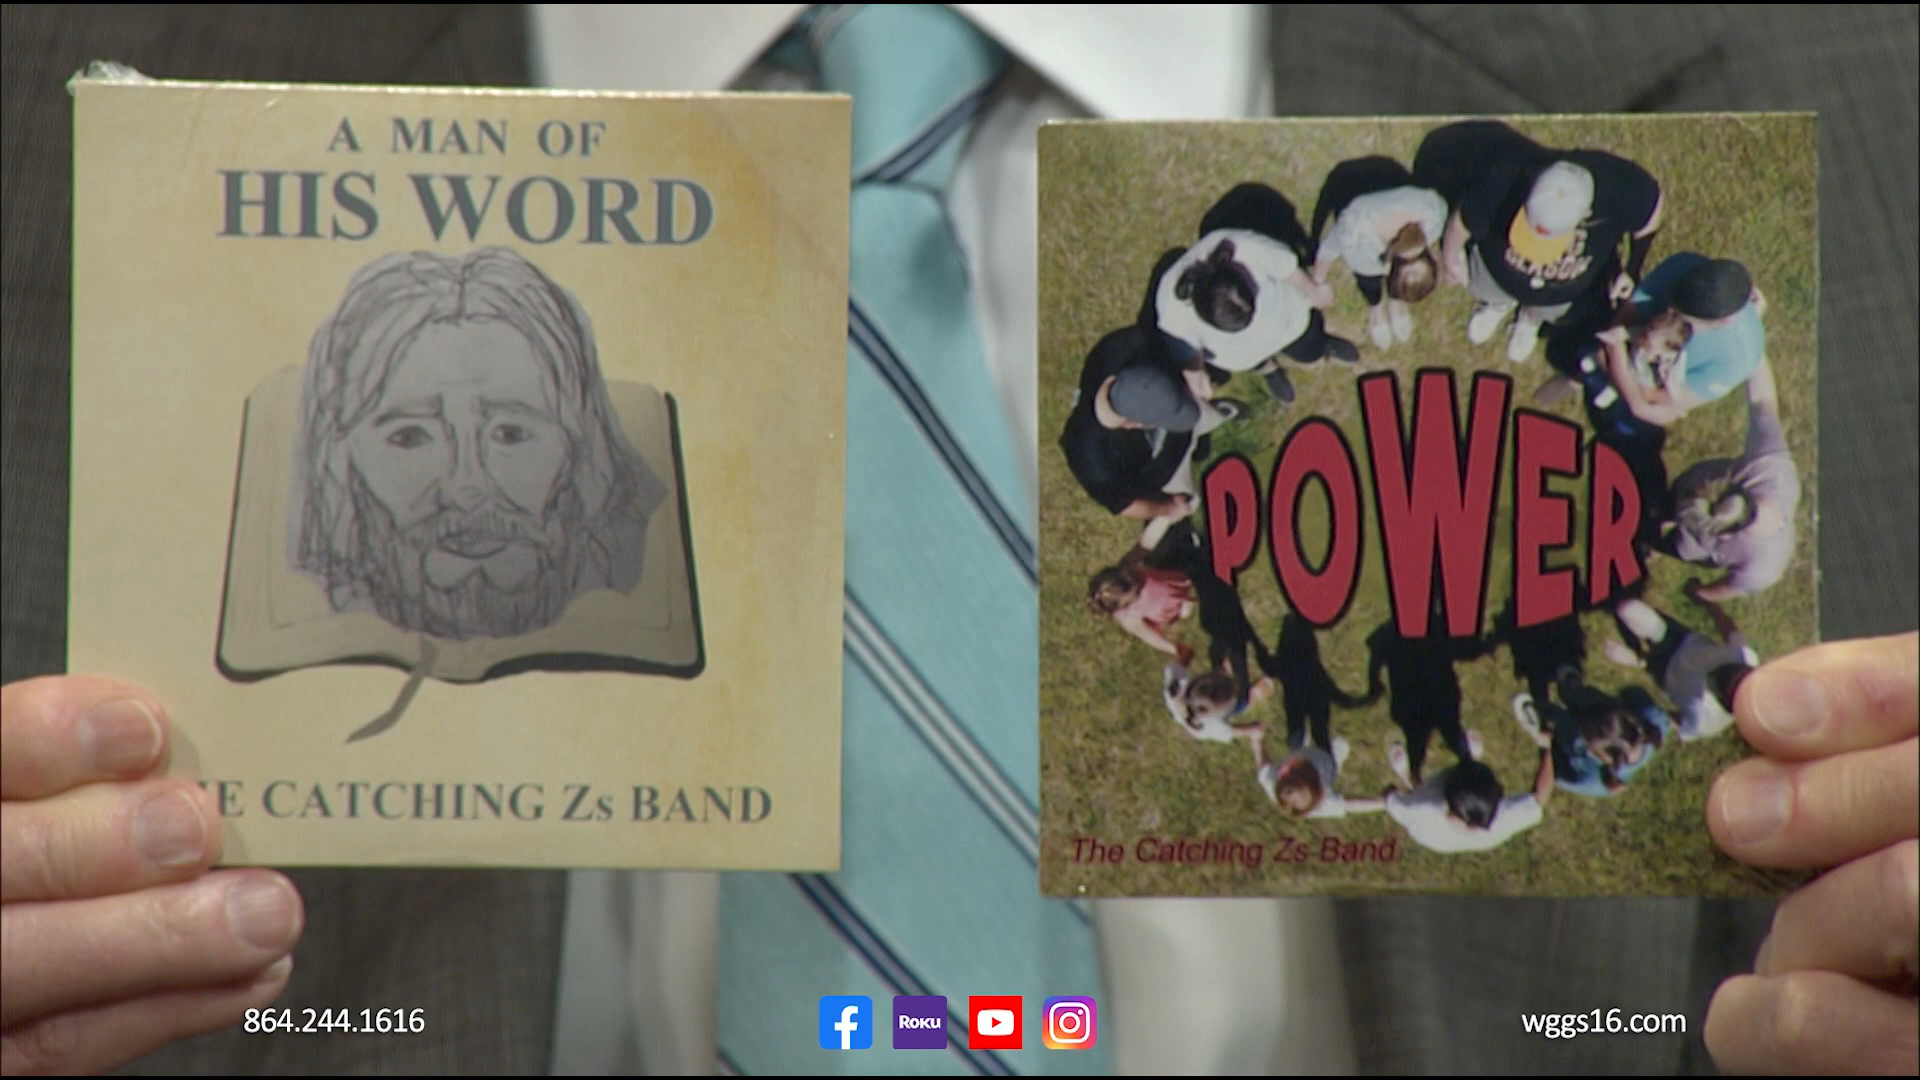 A MAN OF
HIS WORD
E CATCHING Zs BAND
POWER
The Catching Zs Band
864.244.1616
Roku
wggs16.com